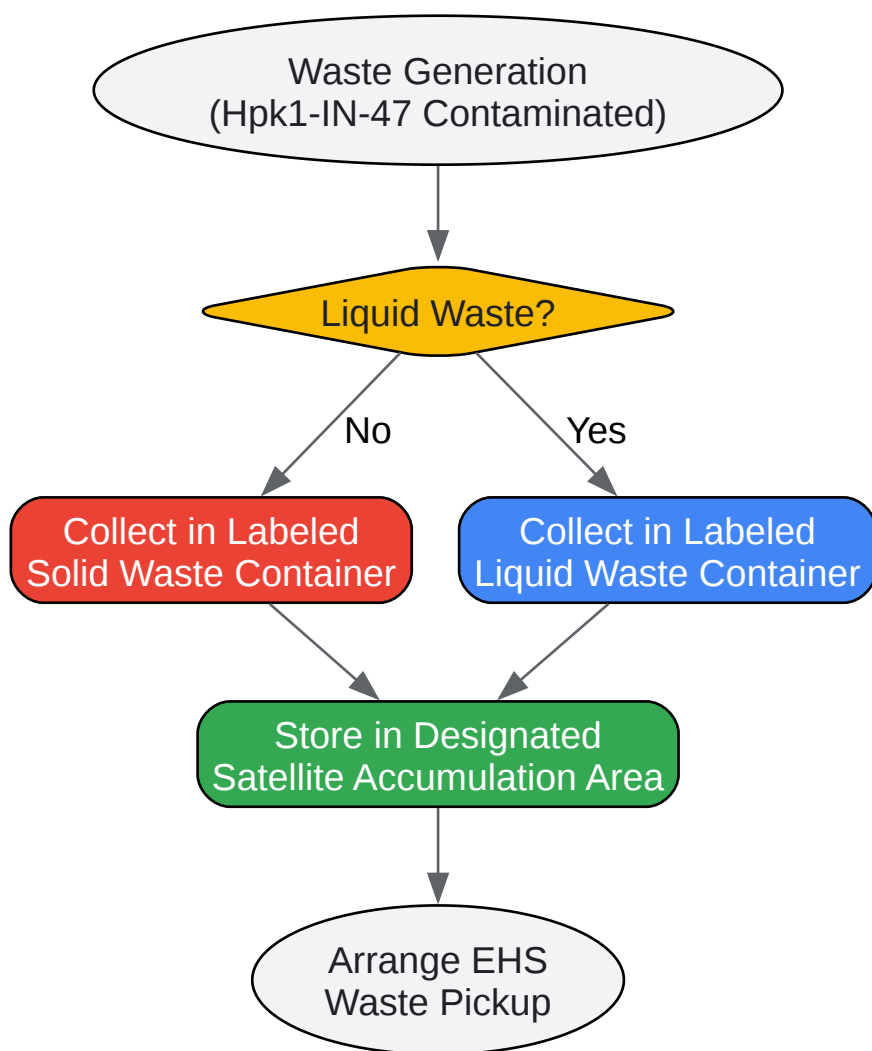 Waste Generation
(Hpk1-IN-47 Contaminated)
Liquid Waste?
No
Yes
Collect in Labeled
Solid Waste Container
Collect in Labeled
Liquid Waste Container
Store in Designated
Satellite Accumulation Area
Arrange EHS
Waste Pickup